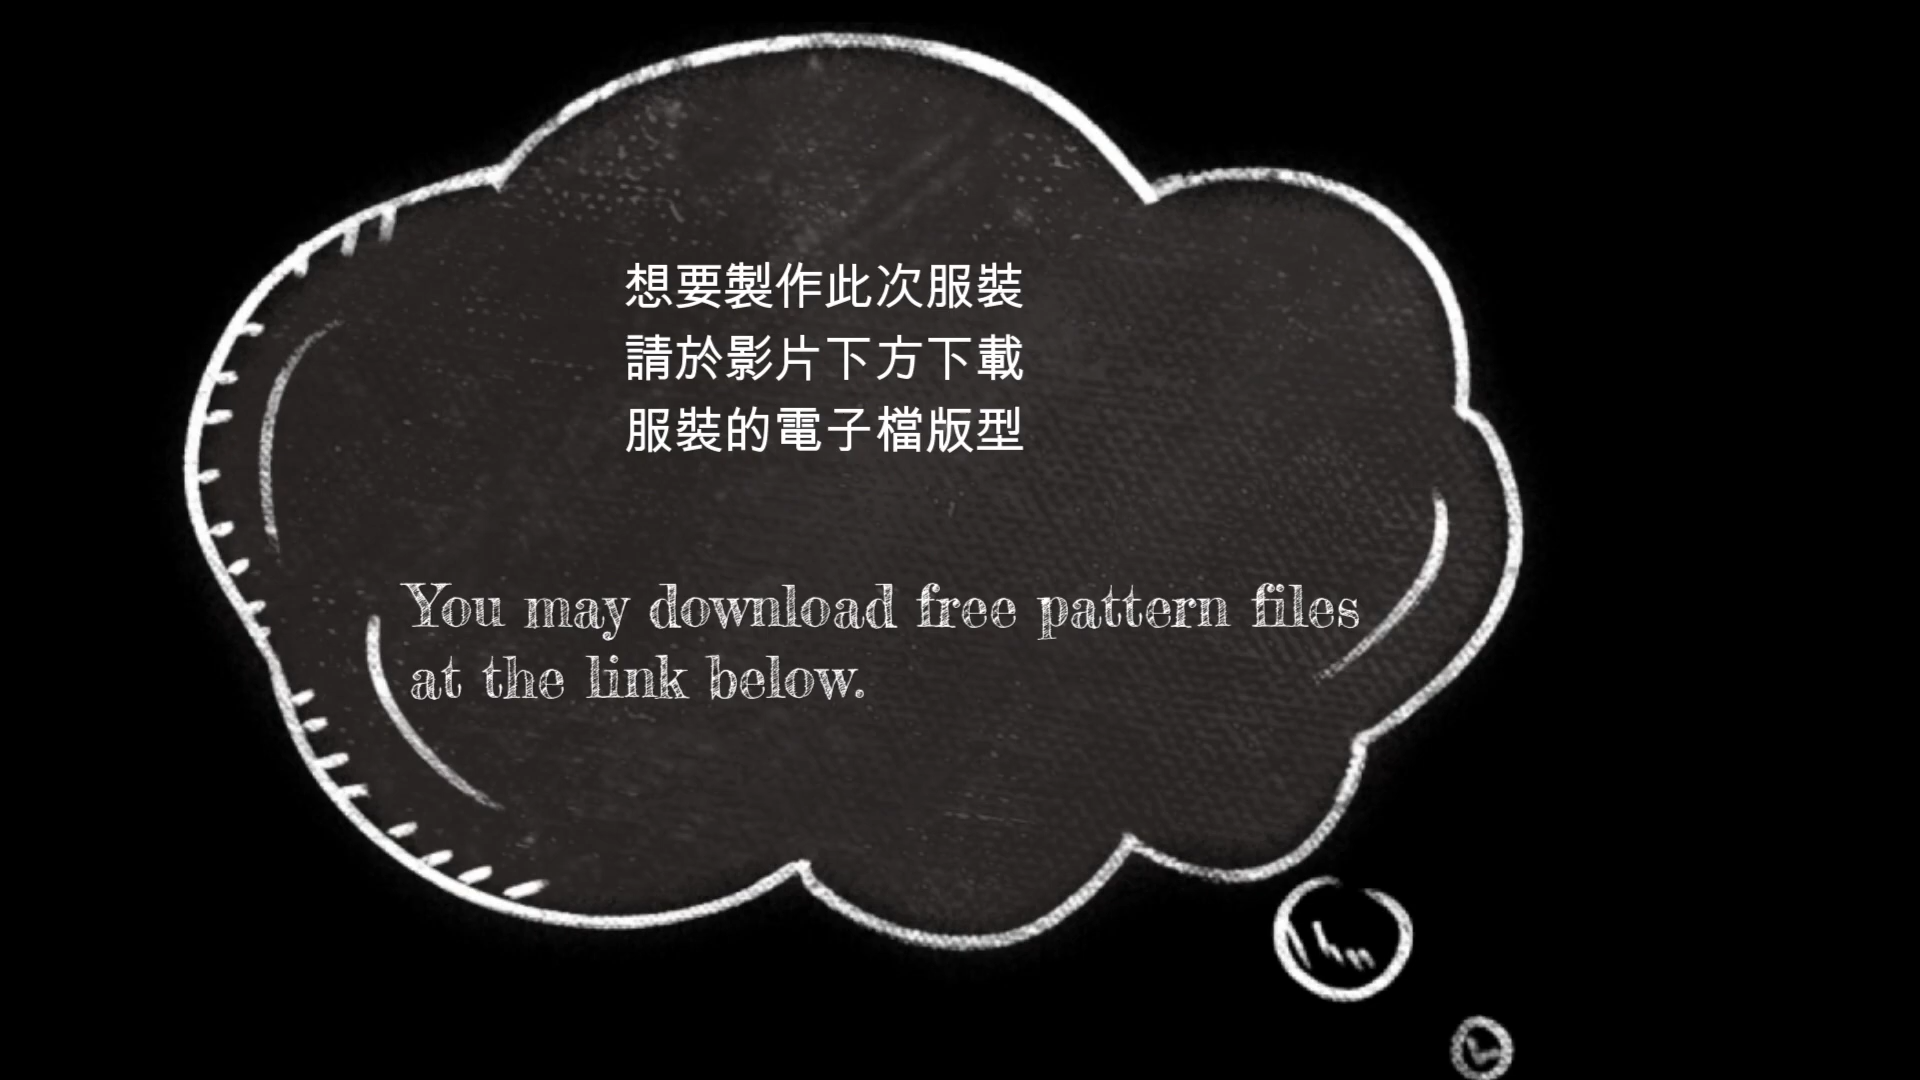 想要製作此次服裝
請於影片下方下載
服裝的電子檔版型
You may download free pattern files
at the link below.